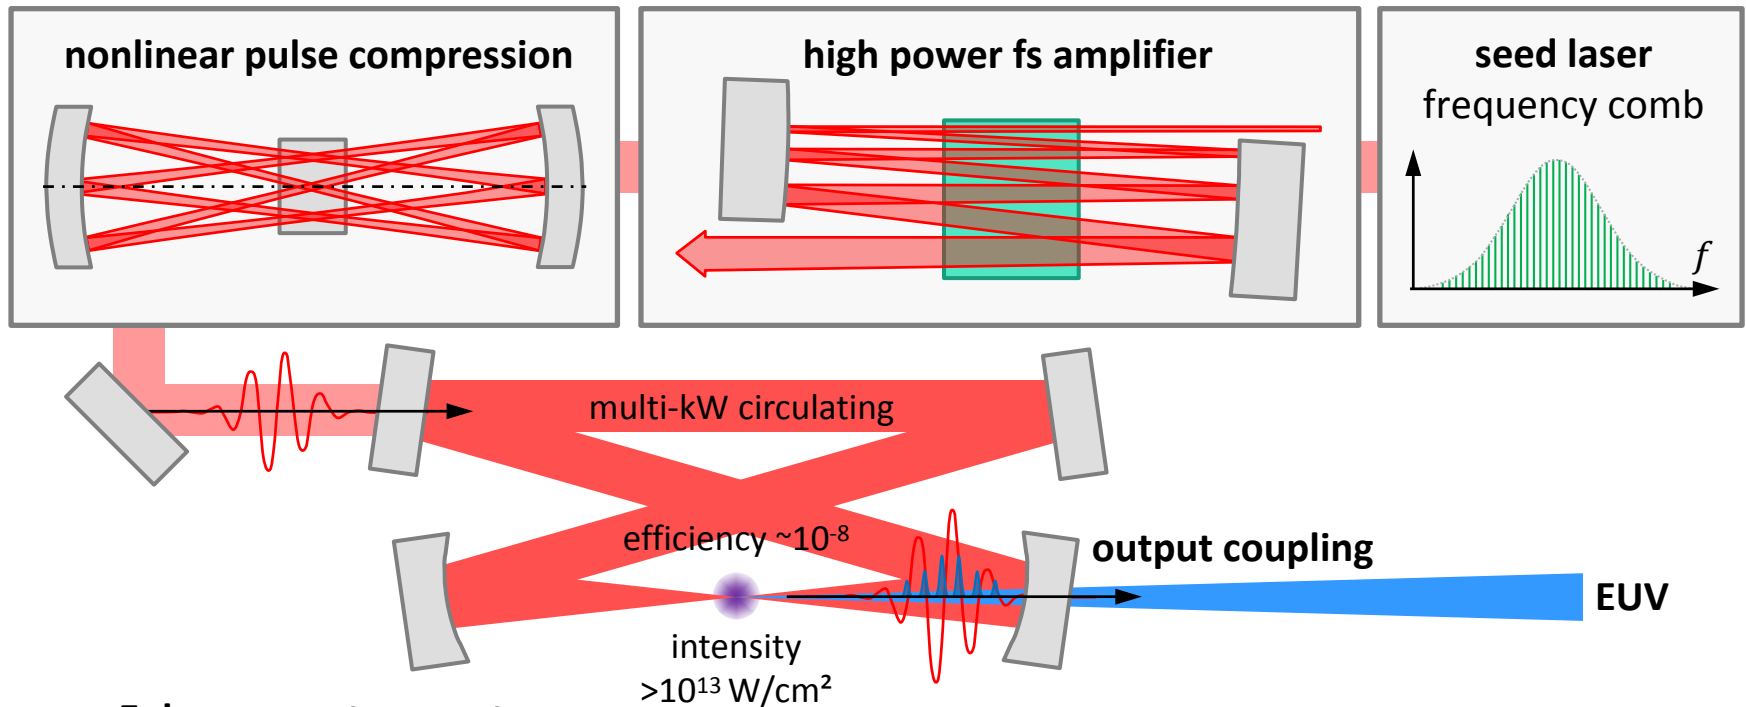 nonlinear pulse compression
high power fs amplifier
seed laser
frequency comb
f
multi-kW circulating
efficiency ~10⁻⁸
output coupling
EUV
intensity
>10¹³ W/cm²